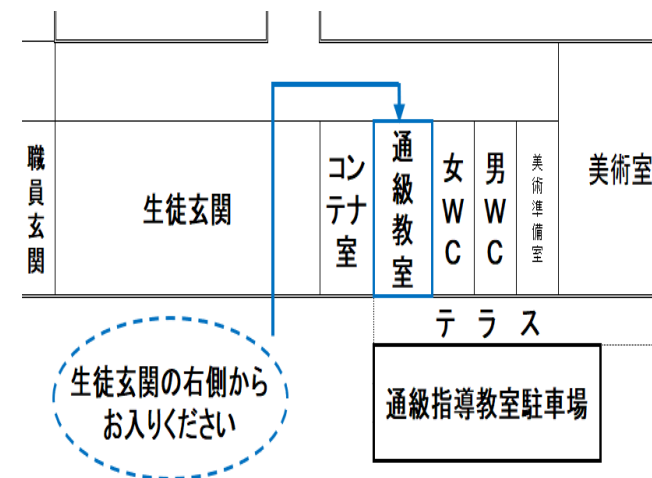 職員玄関
生徒玄関
コンテナ室
通級教室
女WC
男WC
美術準備室
美術室
テラス
生徒玄関の右側から
お入りください
通級指導教室駐車場